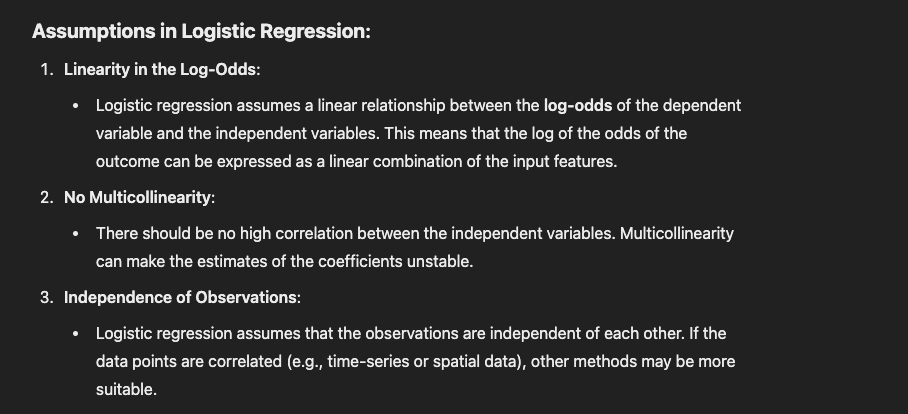 Assumptions in Logistic Regression:
1. Linearity in the Log-Odds:
• Logistic regression assumes a linear relationship between the log-odds of the dependent
variable and the independent variables. This means that the log of the odds of the
outcome can be expressed as a linear combination of the input features.
2. No Multicollinearity:
• There should be no high correlation between the independent variables. Multicollinearity
can make the estimates of the coefficients unstable.
3. Independence of Observations:
• Logistic regression assumes that the observations are independent of each other. If the
data points are correlated (e.g., time-series or spatial data), other methods may be more
suitable.